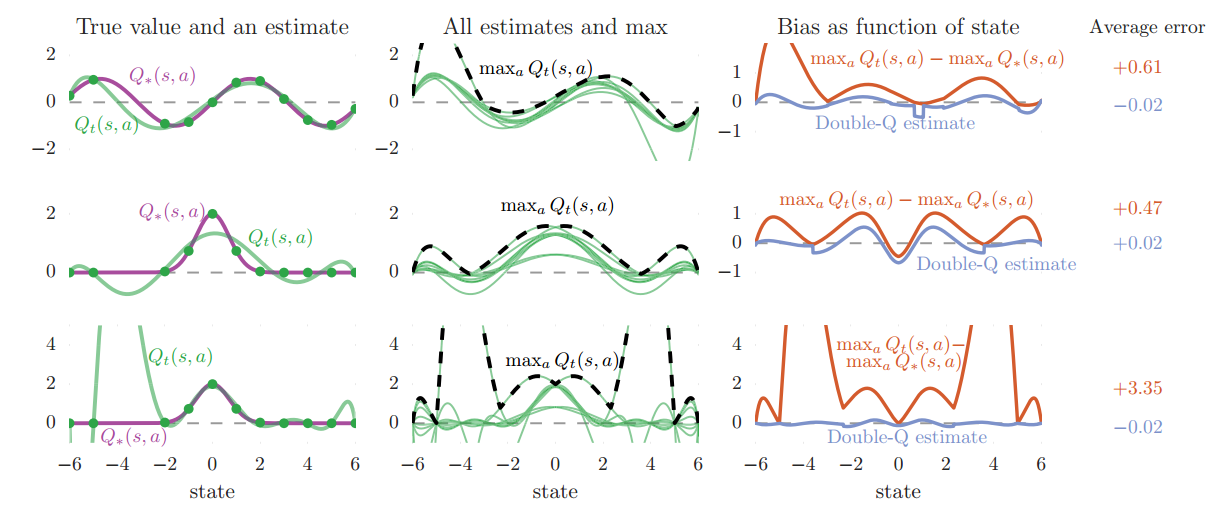 True value and an estimate
All estimates and max
Bias as function of state
Average error
2
0
−2
Q∗(s, a)
Qt(s, a)
2
0
−2
maxa Qt(s, a)
1
0
−1
maxa Qt(s, a) − maxa Q∗(s, a)
Double-Q estimate
+0.61
−0.02
2
0
Q∗(s, a)
Qt(s, a)
2
0
maxa Qt(s, a)
1
0
−1
maxa Qt(s, a) − maxa Q∗(s, a)
Double-Q estimate
+0.47
+0.02
4
2
0
Qt(s, a)
Q∗(s, a)
4
2
0
maxa Qt(s, a)
4
2
0
maxa Qt(s, a)−
maxa Q∗(s, a)
Double-Q estimate
+3.35
−0.02
−6 −4 −2 0 2 4 6
state
−6 −4 −2 0 2 4 6
state
−6 −4 −2 0 2 4 6
state